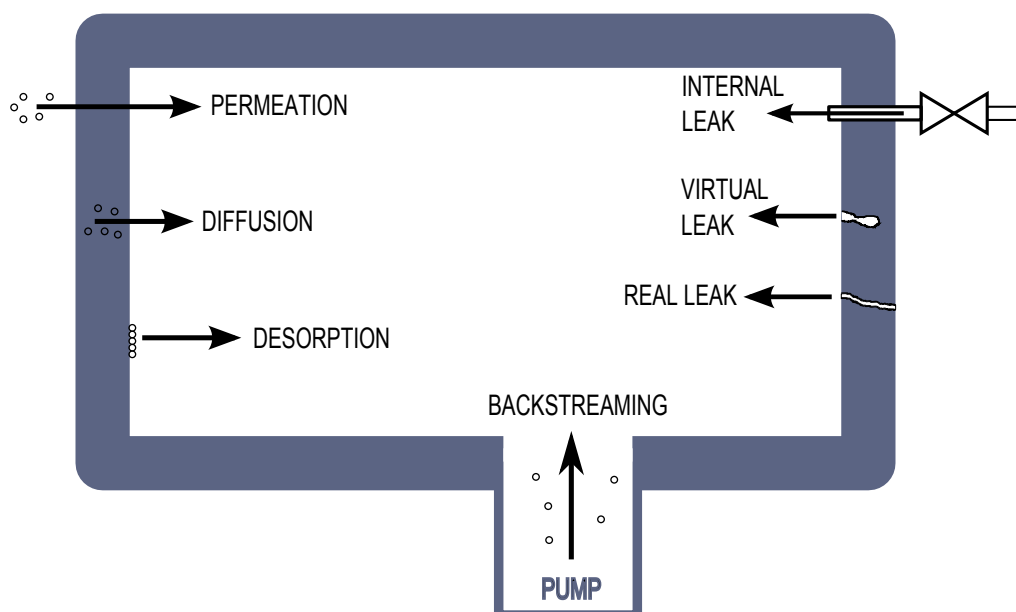 PERMEATION
INTERNAL
LEAK
DIFFUSION
VIRTUAL
LEAK
REAL LEAK
DESORPTION
BACKSTREAMING
PUMP